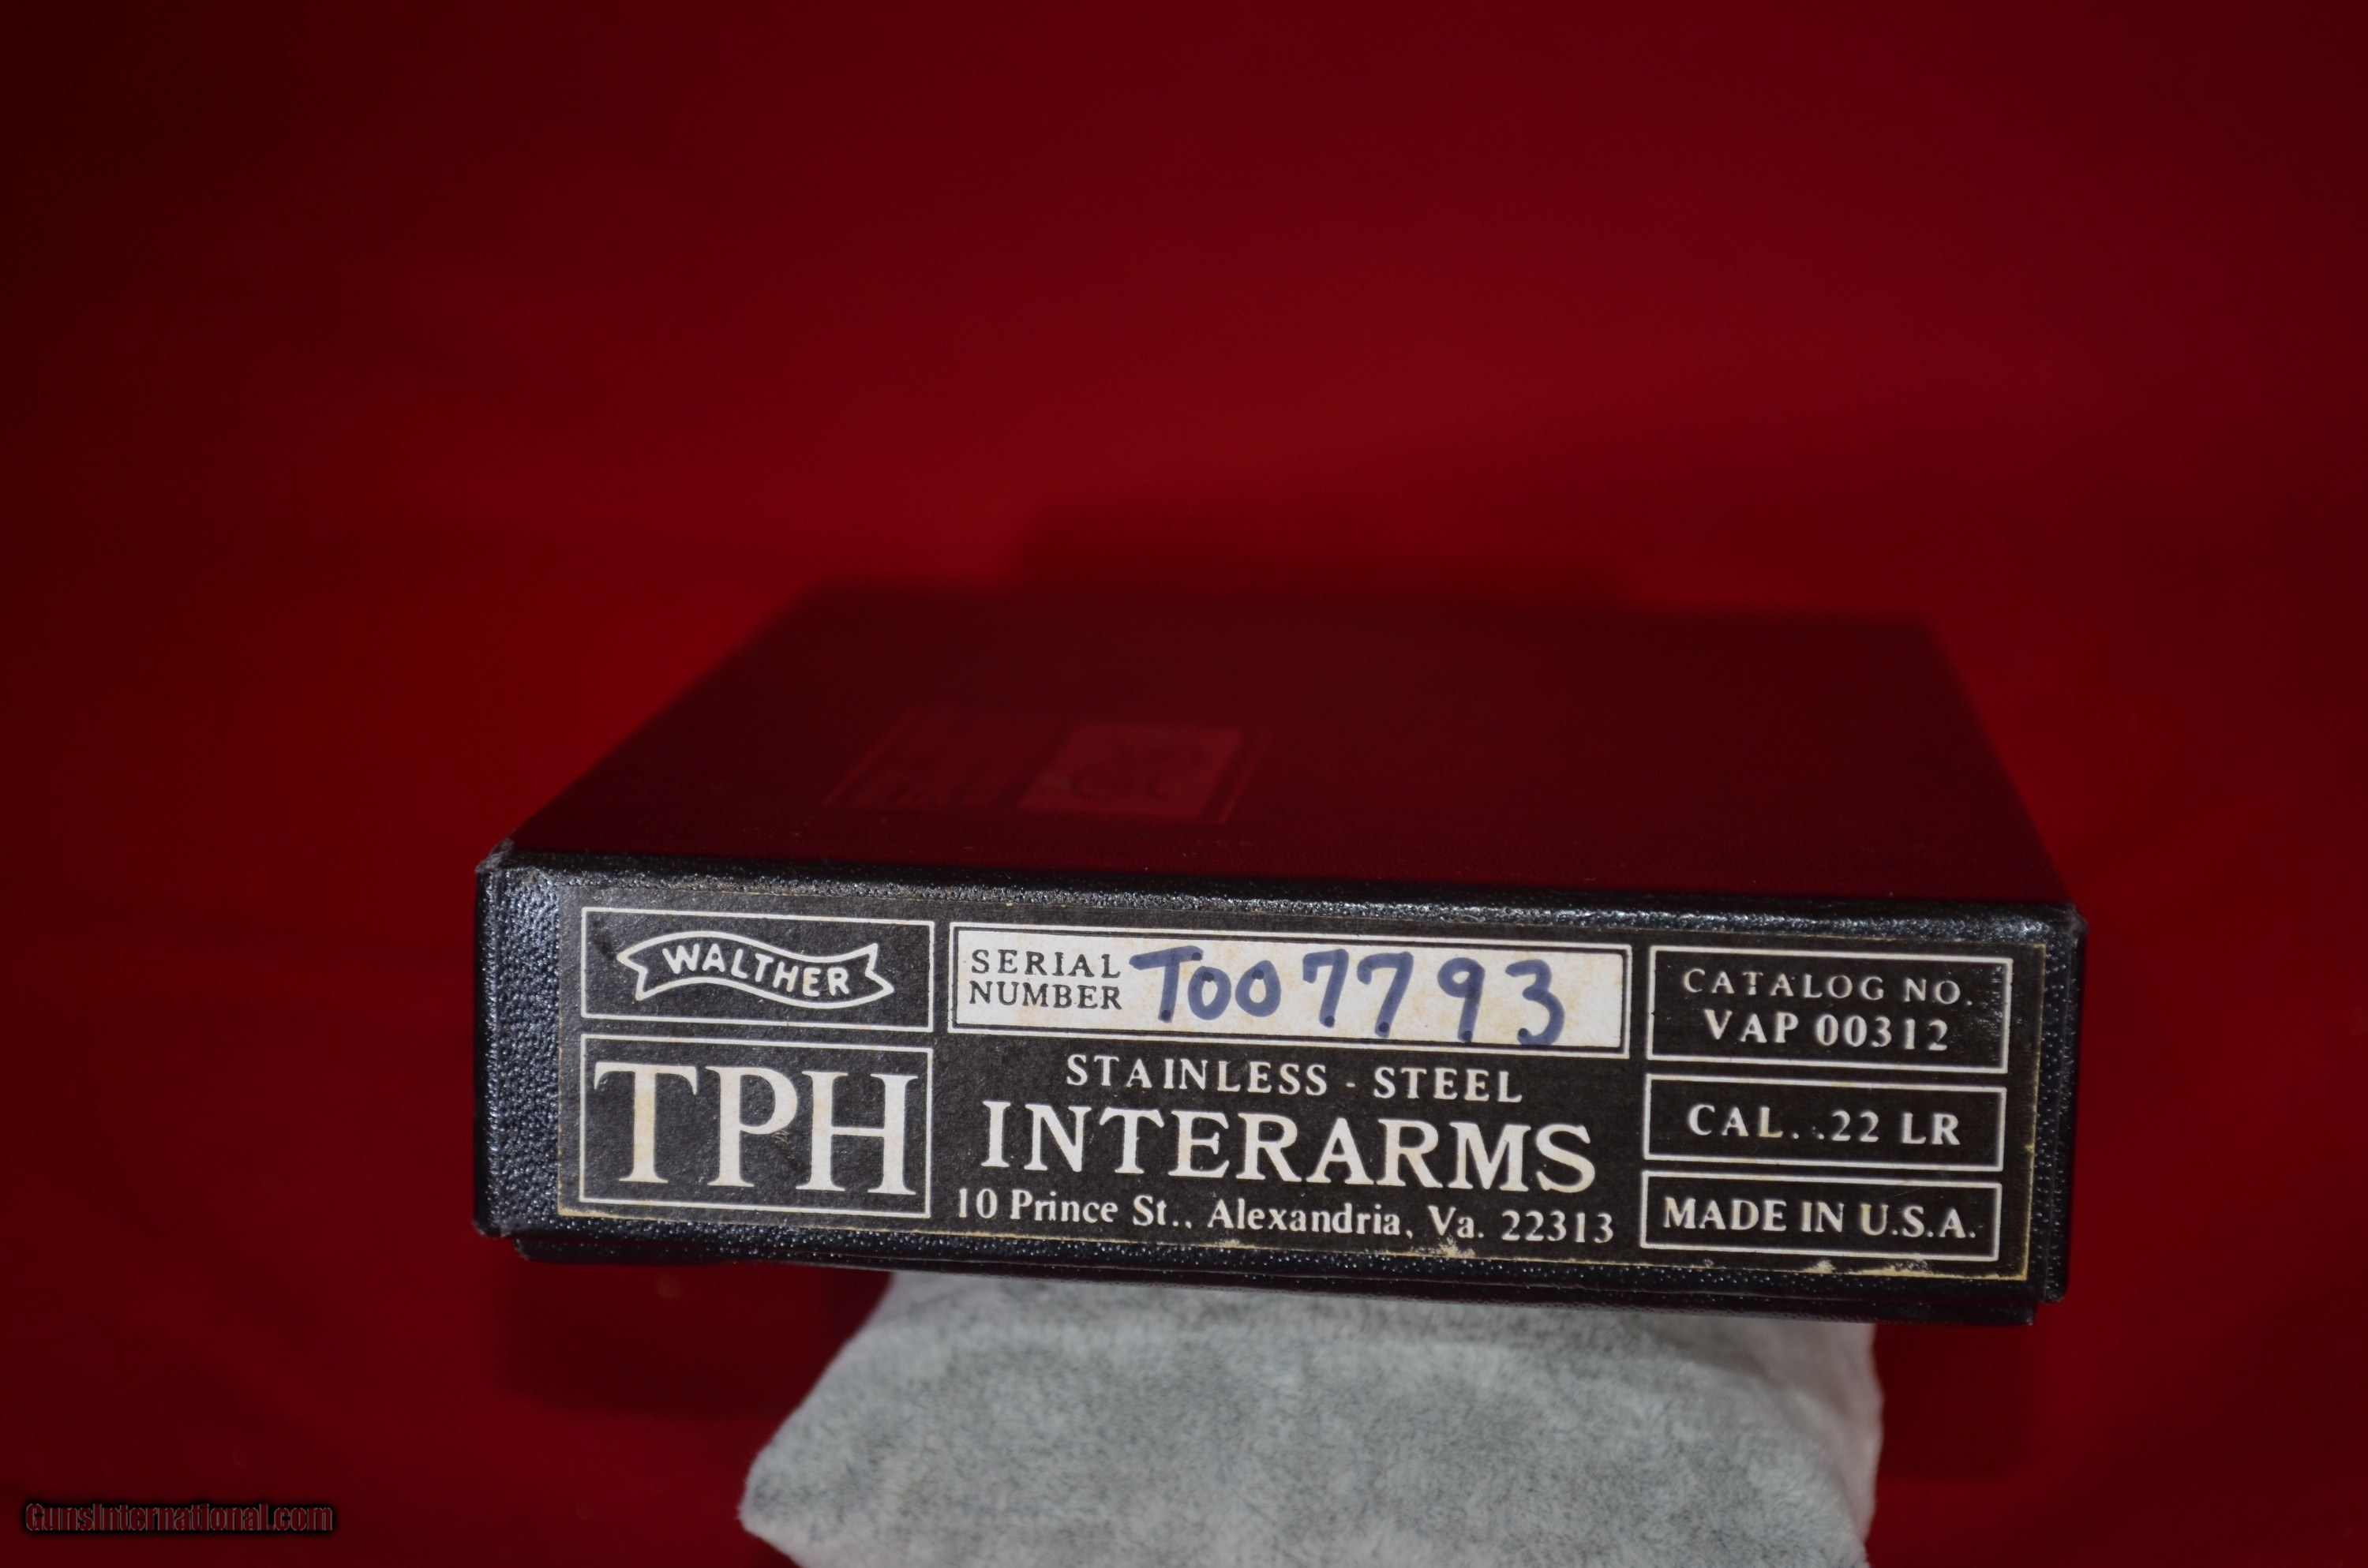 WALTHER
TPH
SERIAL
NUMBER
T007793
STAINLESS - STEEL
INTERARMS
10 Prince St., Alexandria, Va. 22313
CATALOG NO.
VAP 00312
CAL. .22 LR
MADE IN U.S.A.
GunsInternational.com